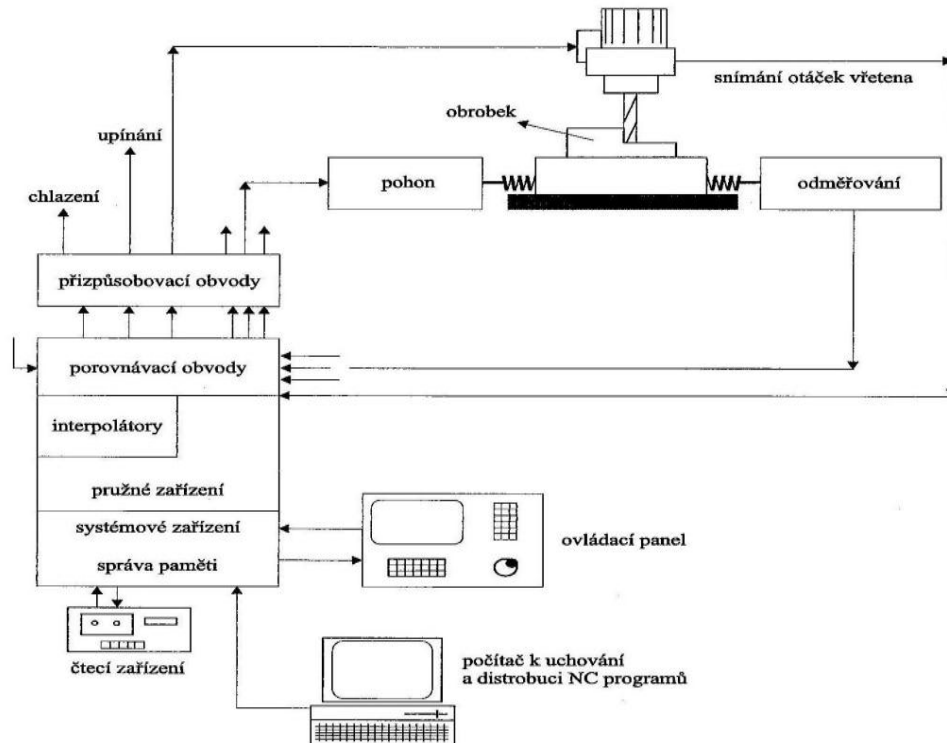 snímání otáček vřetena
obrobek
upínání
pohon
odměřování
chlazení
přizpůsobovací obvody
porovnávací obvody
interpolátory
pružné zařízení
systémové zařízení
ovládací panel
správa paměti
čtecí zařízení
počítač k uchování
a distrobuci NC programů